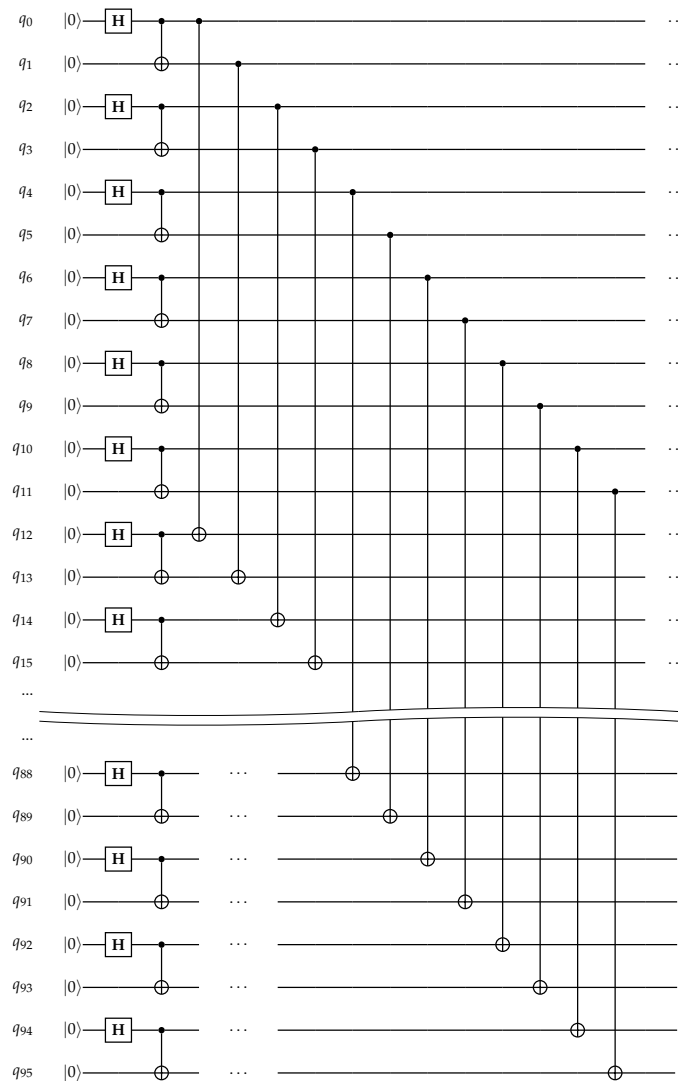 q0 |0⟩ H ...
q1 |0⟩ ...
q2 |0⟩ H ...
q3 |0⟩ ...
q4 |0⟩ H ...
q5 |0⟩ ...
q6 |0⟩ H ...
q7 |0⟩ ...
q8 |0⟩ H ...
q9 |0⟩ ...
q10 |0⟩ H ...
q11 |0⟩ ...
q12 |0⟩ H ...
q13 |0⟩ ...
q14 |0⟩ H ...
q15 |0⟩ ...
...
...
q88 |0⟩ H ...
q89 |0⟩ ...
q90 |0⟩ H ...
q91 |0⟩ ...
q92 |0⟩ H ...
q93 |0⟩ ...
q94 |0⟩ H ...
q95 |0⟩ ...